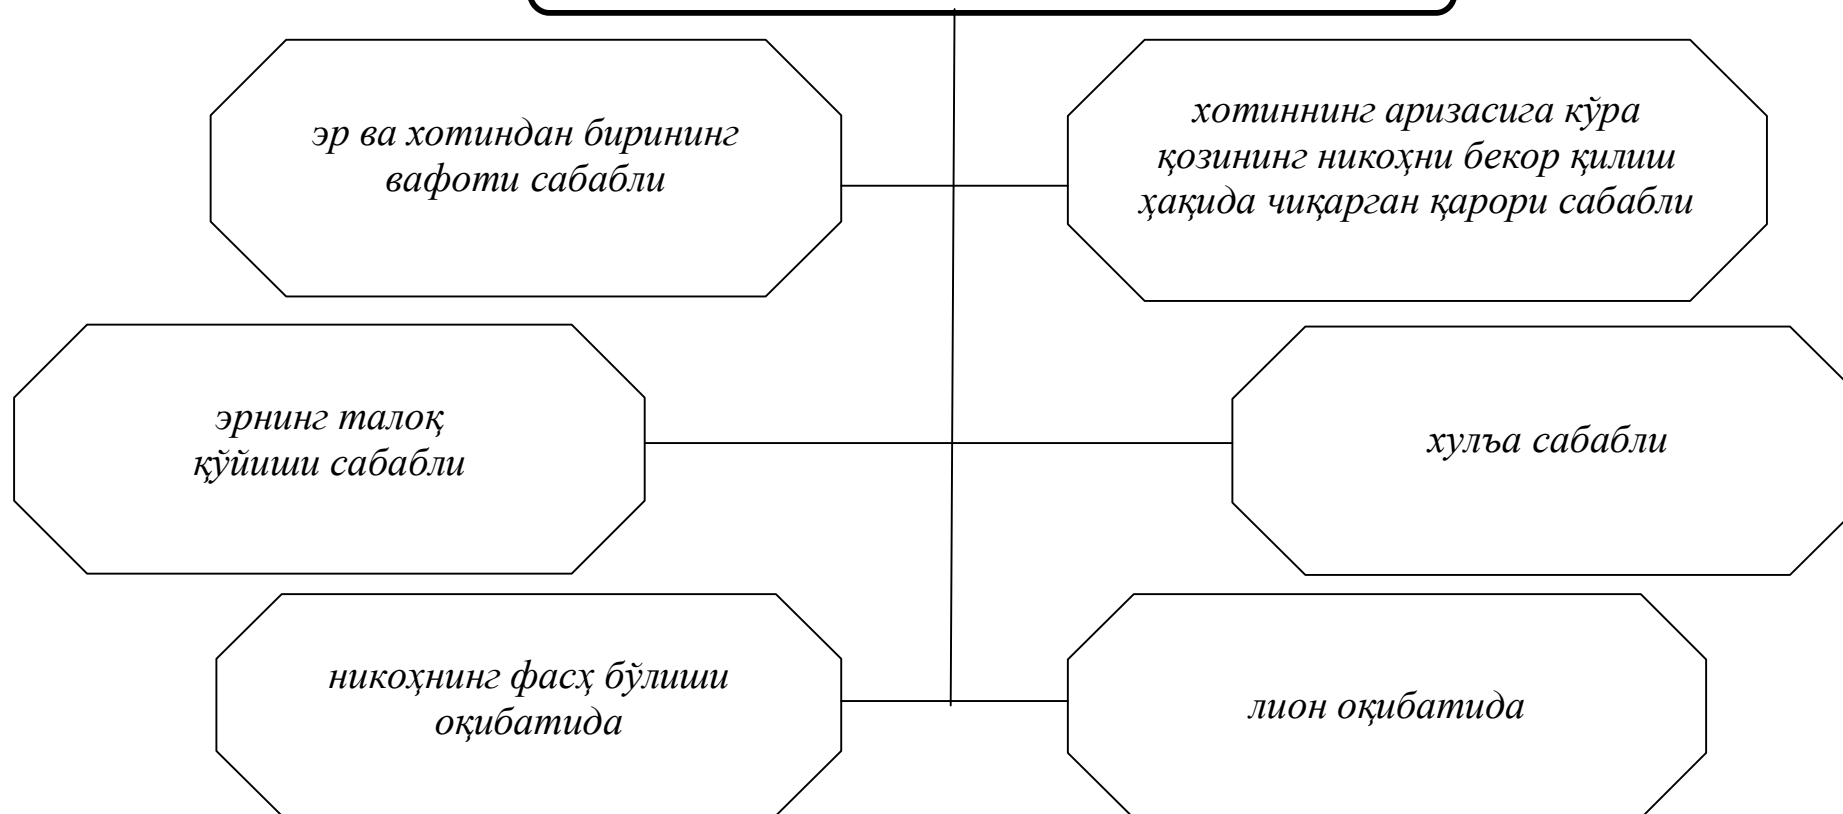 эр ва хотиндан бирининг
вафоти сабабли
хотиннинг аризасига кўра
қозининг никоҳни бекор қилиш
ҳақида чиқарган қарори сабабли
эрнинг талоқ
қўйиши сабабли
хулъа сабабли
никоҳнинг фасҳ бўлиши
оқибатида
лион оқибатида